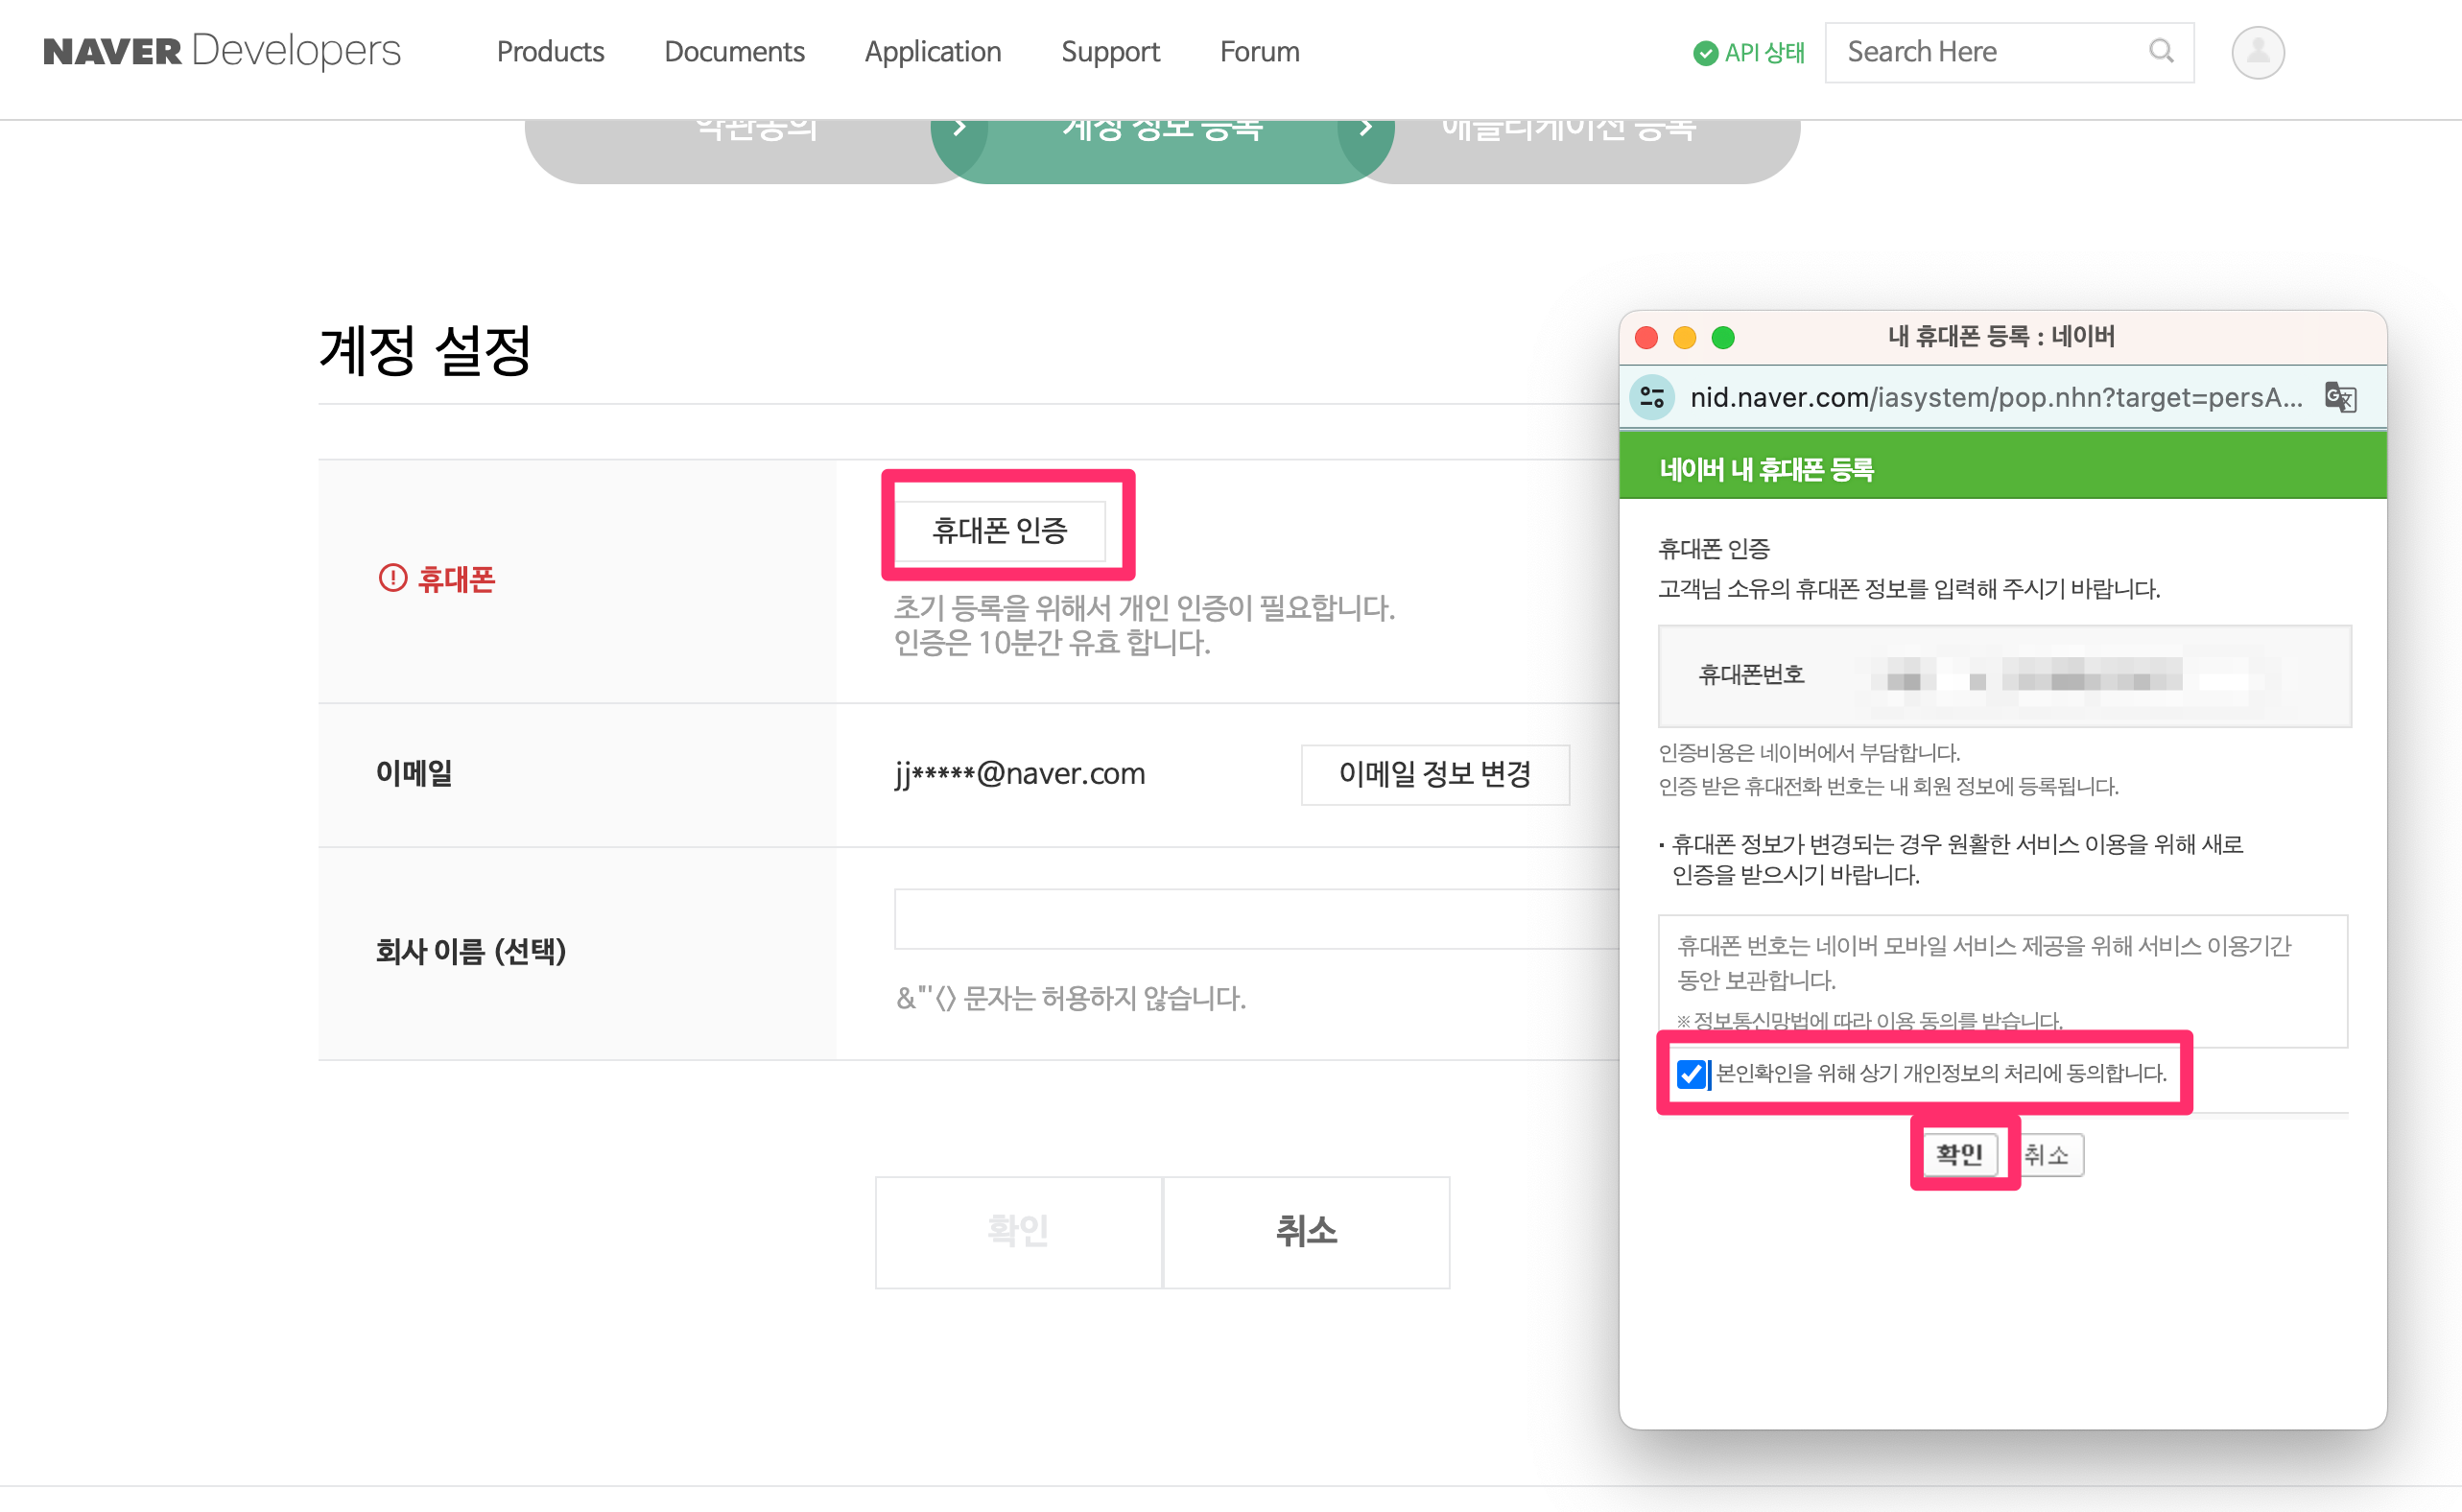 NAVER Developers
Products
Documents
Application
Support
Forum
API 상태
Search Here
약관동의
계정 정보 등록
애플리케이션 등록
계정 설정
휴대폰
휴대폰 인증
초기 등록을 위해서 개인 인증이 필요합니다.
인증은 10분간 유효 합니다.
이메일
jj*****@naver.com
이메일 정보 변경
회사 이름 (선택)
&"'<> 문자는 허용하지 않습니다.
확인
취소
내 휴대폰 등록 : 네이버
nid.naver.com/iasystem/pop.nhn?target=persA...
네이버 내 휴대폰 등록
휴대폰 인증
고객님 소유의 휴대폰 정보를 입력해 주시기 바랍니다.
휴대폰번호
인증비용은 네이버에서 부담합니다.
인증 받은 휴대전화 번호는 내 회원 정보에 등록됩니다.
· 휴대폰 정보가 변경되는 경우 원활한 서비스 이용을 위해 새로
인증을 받으시기 바랍니다.
휴대폰 번호는 네이버 모바일 서비스 제공을 위해 서비스 이용기간
동안 보관합니다.
※ 정보통신망법에 따라 이용 동의를 받습니다.
본인확인을 위해 상기 개인정보의 처리에 동의합니다.
확인
취소